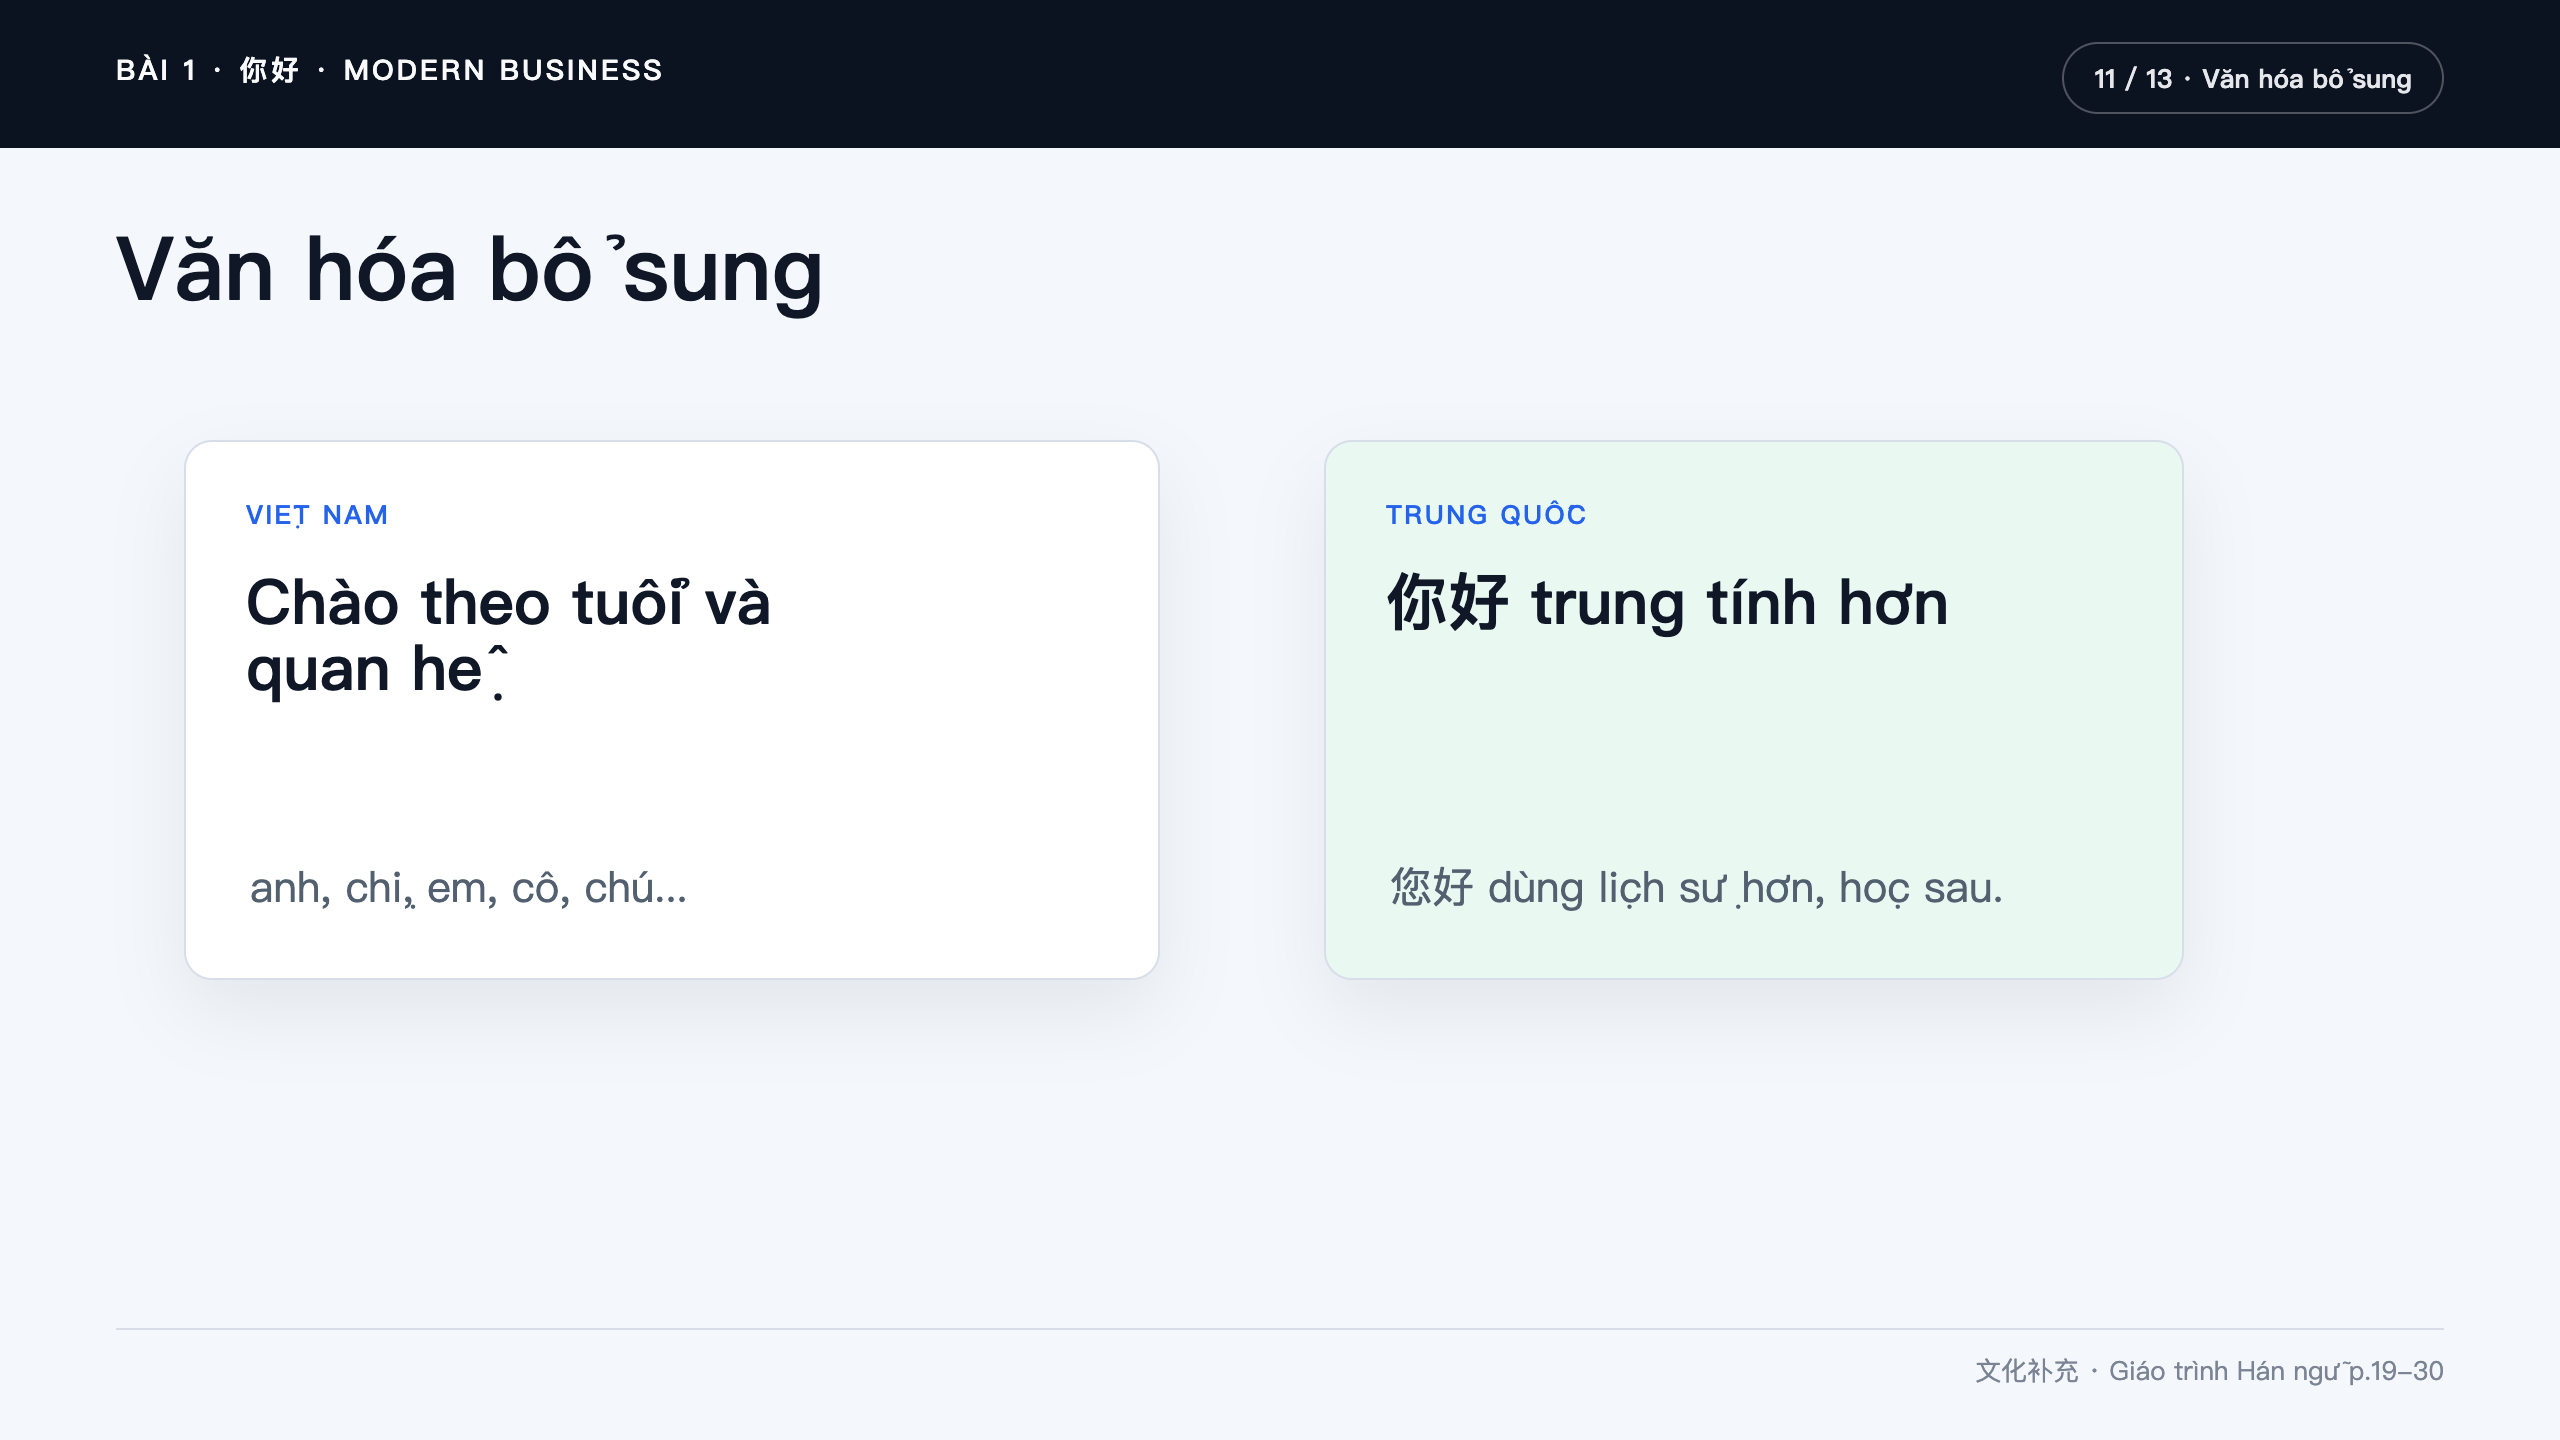 BÀI 1 · 你好 · MODERN BUSINESS
11 / 13 · Văn hóa bổ sung
Văn hóa bổ sung
VIỆT NAM
Chào theo tuổi và
quan hệ
anh, chị, em, cô, chú...
TRUNG QUỐC
你好 trung tính hơn
您好 dùng lịch sự hơn, học sau.
文化补充 · Giáo trình Hán ngữ p.19–30